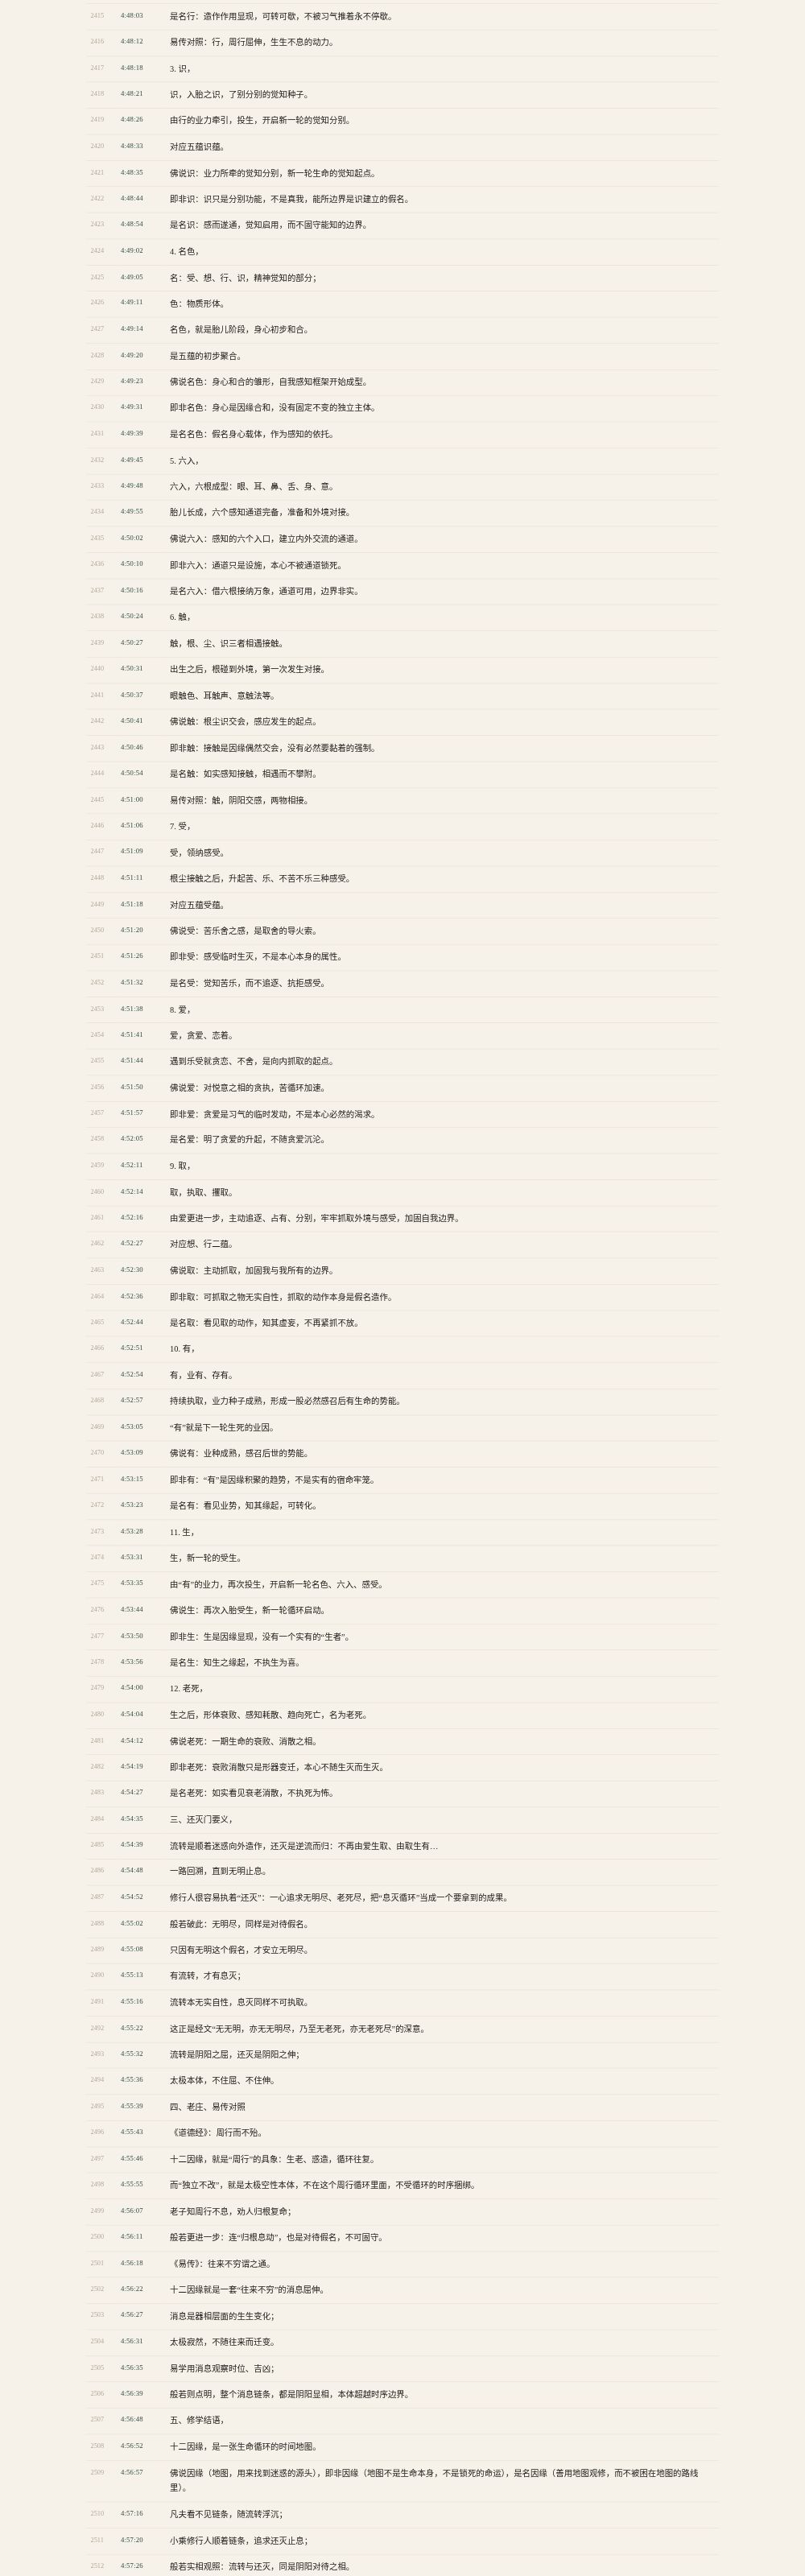 2415 4:48:03 是名行：造作作用显现，可转可歇，不被习气推着永不停歇。
2416 4:48:12 易传对照：行，周行屈伸，生生不息的动力。
2417 4:48:18 3. 识，
2418 4:48:21 识，入胎之识，了别分别的觉知种子。
2419 4:48:26 由行的业力牵引，投生，开启新一轮的觉知分别。
2420 4:48:33 对应五蕴识蕴。
2421 4:48:35 佛说识：业力所牵的觉知分别，新一轮生命的觉知起点。
2422 4:48:44 即非识：识只是分别功能，不是真我，能所边界是识建立的假名。
2423 4:48:54 是名识：感而遂通，觉知启用，而不固守能知的边界。
2424 4:49:02 4. 名色，
2425 4:49:05 名：受、想、行、识，精神觉知的部分；
2426 4:49:11 色：物质形体。
2427 4:49:14 名色，就是胎儿阶段，身心初步和合。
2428 4:49:20 是五蕴的初步聚合。
2429 4:49:23 佛说名色：身心和合的雏形，自我感知框架开始成型。
2430 4:49:31 即非名色：身心是因缘合和，没有固定不变的独立主体。
2431 4:49:39 是名名色：假名身心载体，作为感知的依托。
2432 4:49:45 5. 六入，
2433 4:49:48 六入，六根成型：眼、耳、鼻、舌、身、意。
2434 4:49:55 胎儿长成，六个感知通道完备，准备和外境对接。
2435 4:50:02 佛说六入：感知的六个入口，建立内外交流的通道。
2436 4:50:10 即非六入：通道只是设施，本心不被通道锁死。
2437 4:50:16 是名六入：借六根接纳万象，通道可用，边界非实。
2438 4:50:24 6. 触，
2439 4:50:27 触，根、尘、识三者相遇接触。
2440 4:50:31 出生之后，根碰到外境，第一次发生对接。
2441 4:50:37 眼触色、耳触声、意触法等。
2442 4:50:41 佛说触：根尘识交会，感应发生的起点。
2443 4:50:46 即非触：接触是因缘偶然交会，没有必然要黏着的强制。
2444 4:50:54 是名触：如实感知接触，相遇而不攀附。
2445 4:51:00 易传对照：触，阴阳交感，两物相接。
2446 4:51:06 7. 受，
2447 4:51:09 受，领纳感受。
2448 4:51:11 根尘接触之后，升起苦、乐、不苦不乐三种感受。
2449 4:51:18 对应五蕴受蕴。
2450 4:51:20 佛说受：苦乐舍之感，是取舍的导火索。
2451 4:51:26 即非受：感受临时生灭，不是本心本身的属性。
2452 4:51:32 是名受：觉知苦乐，而不追逐、抗拒感受。
2453 4:51:38 8. 爱，
2454 4:51:41 爱，贪爱、恋着。
2455 4:51:44 遇到乐受就贪恋、不舍，是向内抓取的起点。
2456 4:51:50 佛说爱：对悦意之相的贪执，苦循环加速。
2457 4:51:57 即非爱：贪爱是习气的临时发动，不是本心必然的渴求。
2458 4:52:05 是名爱：明了贪爱的升起，不随贪爱沉沦。
2459 4:52:11 9. 取，
2460 4:52:14 取，执取、攫取。
2461 4:52:16 由爱更进一步，主动追逐、占有、分别，牢牢抓取外境与感受，加固自我边界。
2462 4:52:27 对应想、行二蕴。
2463 4:52:30 佛说取：主动抓取，加固我与我所有的边界。
2464 4:52:36 即非取：可抓取之物无实自性，抓取的动作本身是假名造作。
2465 4:52:44 是名取：看见取的动作，知其虚妄，不再紧抓不放。
2466 4:52:51 10. 有，
2467 4:52:54 有，业有、存有。
2468 4:52:57 持续执取，业力种子成熟，形成一股必然感召后有生命的势能。
2469 4:53:05 “有”就是下一轮生死的业因。
2470 4:53:09 佛说有：业种成熟，感召后世的势能。
2471 4:53:15 即非有：“有”是因缘积聚的趋势，不是实有的宿命牢笼。
2472 4:53:23 是名有：看见业势，知其缘起，可转化。
2473 4:53:28 11. 生，
2474 4:53:31 生，新一轮的受生。
2475 4:53:35 由“有”的业力，再次投生，开启新一轮名色、六入、感受。
2476 4:53:44 佛说生：再次入胎受生，新一轮循环启动。
2477 4:53:50 即非生：生是因缘显现，没有一个实有的“生者”。
2478 4:53:56 是名生：知生之缘起，不执生为喜。
2479 4:54:00 12. 老死，
2480 4:54:04 生之后，形体衰败、感知耗散、趋向死亡，名为老死。
2481 4:54:12 佛说老死：一期生命的衰败、消散之相。
2482 4:54:19 即非老死：衰败消散只是形器变迁，本心不随生灭而生灭。
2483 4:54:27 是名老死：如实看见衰老消散，不执死为怖。
2484 4:54:35 三、还灭门要义，
2485 4:54:39 流转是顺着迷惑向外造作，还灭是逆流而归：不再由爱生取、由取生有…
2486 4:54:48 一路回溯，直到无明止息。
2487 4:54:52 修行人很容易执着“还灭”：一心追求无明尽、老死尽，把“息灭循环”当成一个要拿到的成果。
2488 4:55:02 般若破此：无明尽，同样是对待假名。
2489 4:55:08 只因有无明这个假名，才安立无明尽。
2490 4:55:13 有流转，才有息灭；
2491 4:55:16 流转本无实自性，息灭同样不可执取。
2492 4:55:22 这正是经文“无无明，亦无无明尽，乃至无老死，亦无老死尽”的深意。
2493 4:55:32 流转是阴阳之屈，还灭是阴阳之伸；
2494 4:55:36 太极本体，不住屈、不住伸。
2495 4:55:39 四、老庄、易传对照
2496 4:55:43 《道德经》：周行而不殆。
2497 4:55:46 十二因缘，就是“周行”的具象：生老、惑造，循环往复。
2498 4:55:55 而“独立不改”，就是太极空性本体，不在这个周行循环里面，不受循环的时序捆绑。
2499 4:56:07 老子知周行不息，劝人归根复命；
2500 4:56:11 般若更进一步：连“归根息动”，也是对待假名，不可固守。
2501 4:56:18 《易传》：往来不穷谓之通。
2502 4:56:22 十二因缘就是一套“往来不穷”的消息屈伸。
2503 4:56:27 消息是器相层面的生生变化；
2504 4:56:31 太极寂然，不随往来而迁变。
2505 4:56:35 易学用消息观察时位、吉凶；
2506 4:56:39 般若则点明，整个消息链条，都是阴阳显相，本体超越时序边界。
2507 4:56:48 五、修学结语，
2508 4:56:52 十二因缘，是一张生命循环的时间地图。
2509 4:56:57 佛说因缘（地图，用来找到迷惑的源头），即非因缘（地图不是生命本身，不是锁死的命运），是名因缘（善用地图观修，而不被困在地图的路线
里）。
2510 4:57:16 凡夫看不见链条，随流转浮沉；
2511 4:57:20 小乘修行人顺着链条，追求还灭止息；
2512 4:57:26 般若实相观照：流转与还灭，同是阴阳对待之相。